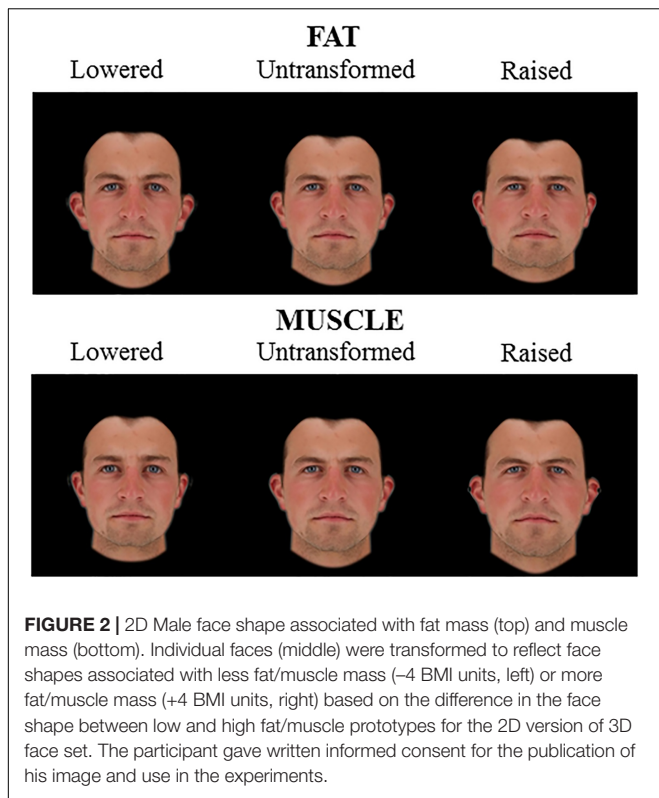 FAT
Lowered Untransformed Raised
MUSCLE
Lowered Untransformed Raised
FIGURE 2 | 2D Male face shape associated with fat mass (top) and muscle
mass (bottom). Individual faces (middle) were transformed to reflect face
shapes associated with less fat/muscle mass (–4 BMI units, left) or more
fat/muscle mass (+4 BMI units, right) based on the difference in the face
shape between low and high fat/muscle prototypes for the 2D version of 3D
face set. The participant gave written informed consent for the publication of
his image and use in the experiments.